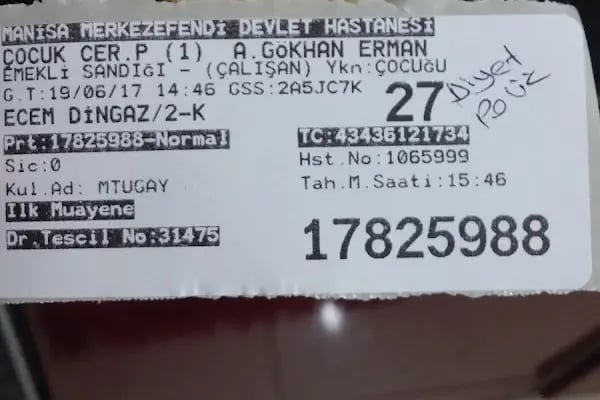 MANİSA MERKEZEFENDİ DEVLET HASTANESİ
ÇOCUK CER.P (1) A.GÖKHAN ERMAN
EMEKLİ SANDIĞI - (ÇALIŞAN) Ykn:ÇOCUĞU
G.T:19/06/17 14:46 GSS:2A5JC7K
ECEM DİNGAZ/2-K
27
Diyet
Prt:17825988-Normal
TC:43436121734
Sic:0
Hst.No:1065999
Kul.Ad: MTUGAY
Tah.M.Saati:15:46
İlk Muayene
Dr.Tescil No:31475
17825988